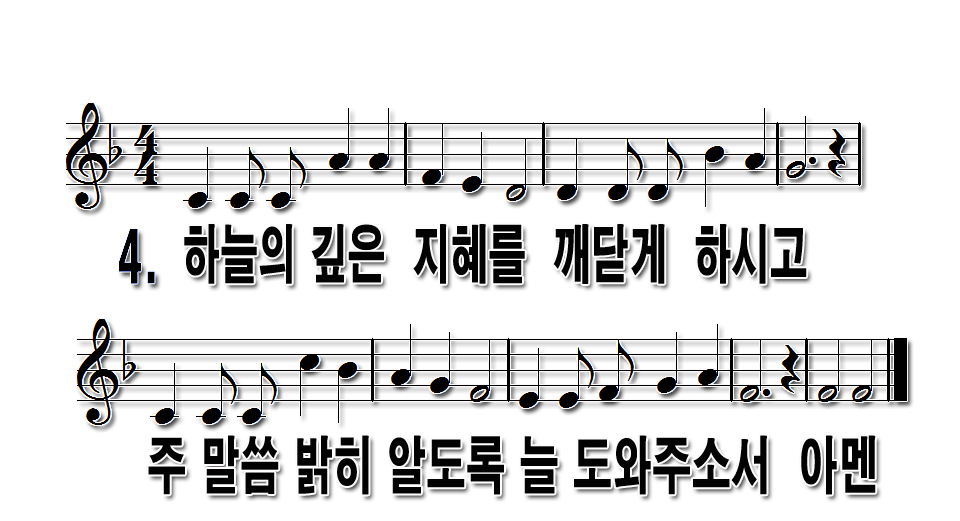 4. 하늘의 깊은 지혜를 깨닫게 하시고
주 말씀 밝히 알도록 늘 도와주소서 아멘